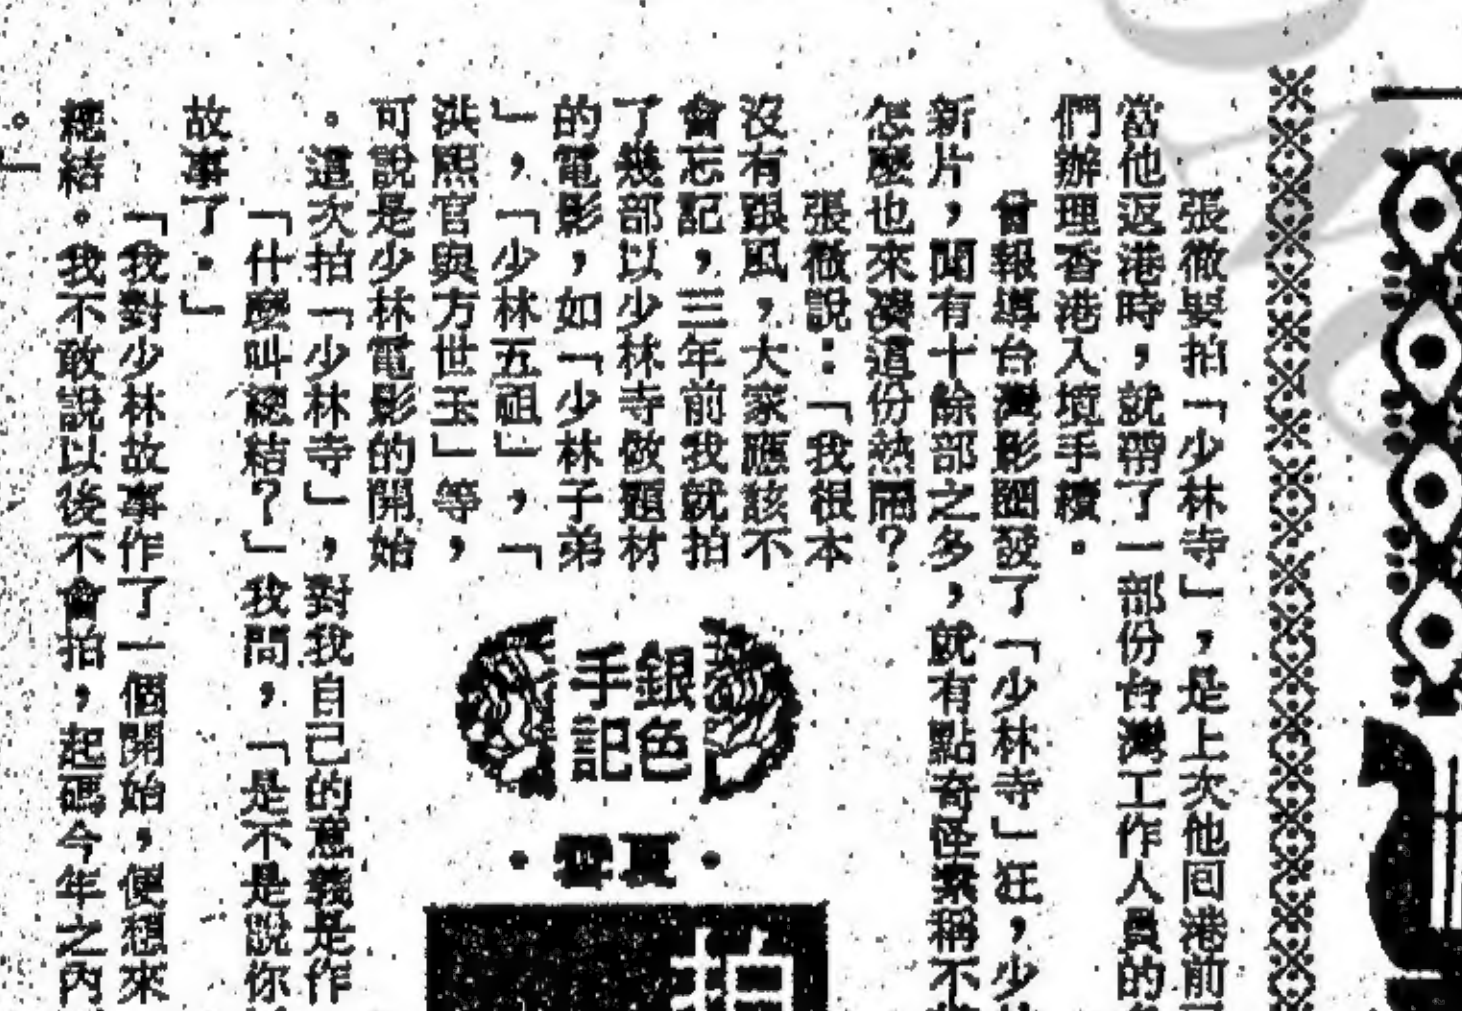 張徹要拍「少林寺」，是上次他回港前
當他返港時，就帶了一部份台灣工作人員的
們辦理香港入境手續。
曾報導台灣影圈發了「少林寺」狂，少
新片，聞有十餘部之多，就有點奇怪素稱不
怎麼也來湊這份熱鬧？
張徹說：「我根本
沒有跟風，大家應該不
會忘記，三年前我就拍
了幾部以少林寺做題材
的電影，如「少林子弟
」，「少林五祖」，「
洪熙官與方世玉」等，
可說是少林電影的開始
。這次拍「少林寺」，對我自己的意義是作
「什麼叫總結？」我問，「是不是說你
故事了。」
「我對少林故事作了一個開始，便想來
總結。我不敢說以後不會拍，起碼今年之內
。」
銀色
手記
・夏雲・
拍